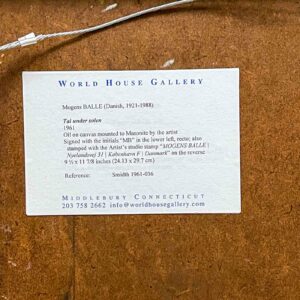 WORLD HOUSE GALLERY
Mogens BALLE (Danish, 1921-1988)
Tal under solen
1961
Oil on canvas mounted to Masonite by the artist
Signed with the initials "MB" in the lower left, recto; also
stamped with the Artist's studio stamp "MOGENS BALLE |
Nyelandsvej 31 | København F | Danmark" on the reverse
9 ½ x 11 7/8 inches (24.13 x 29.7 cm)
Reference: Smidth 1961-036
MIDDLEBURY CONNECTICUT
203 758 2662 info@worldhousegallery.com